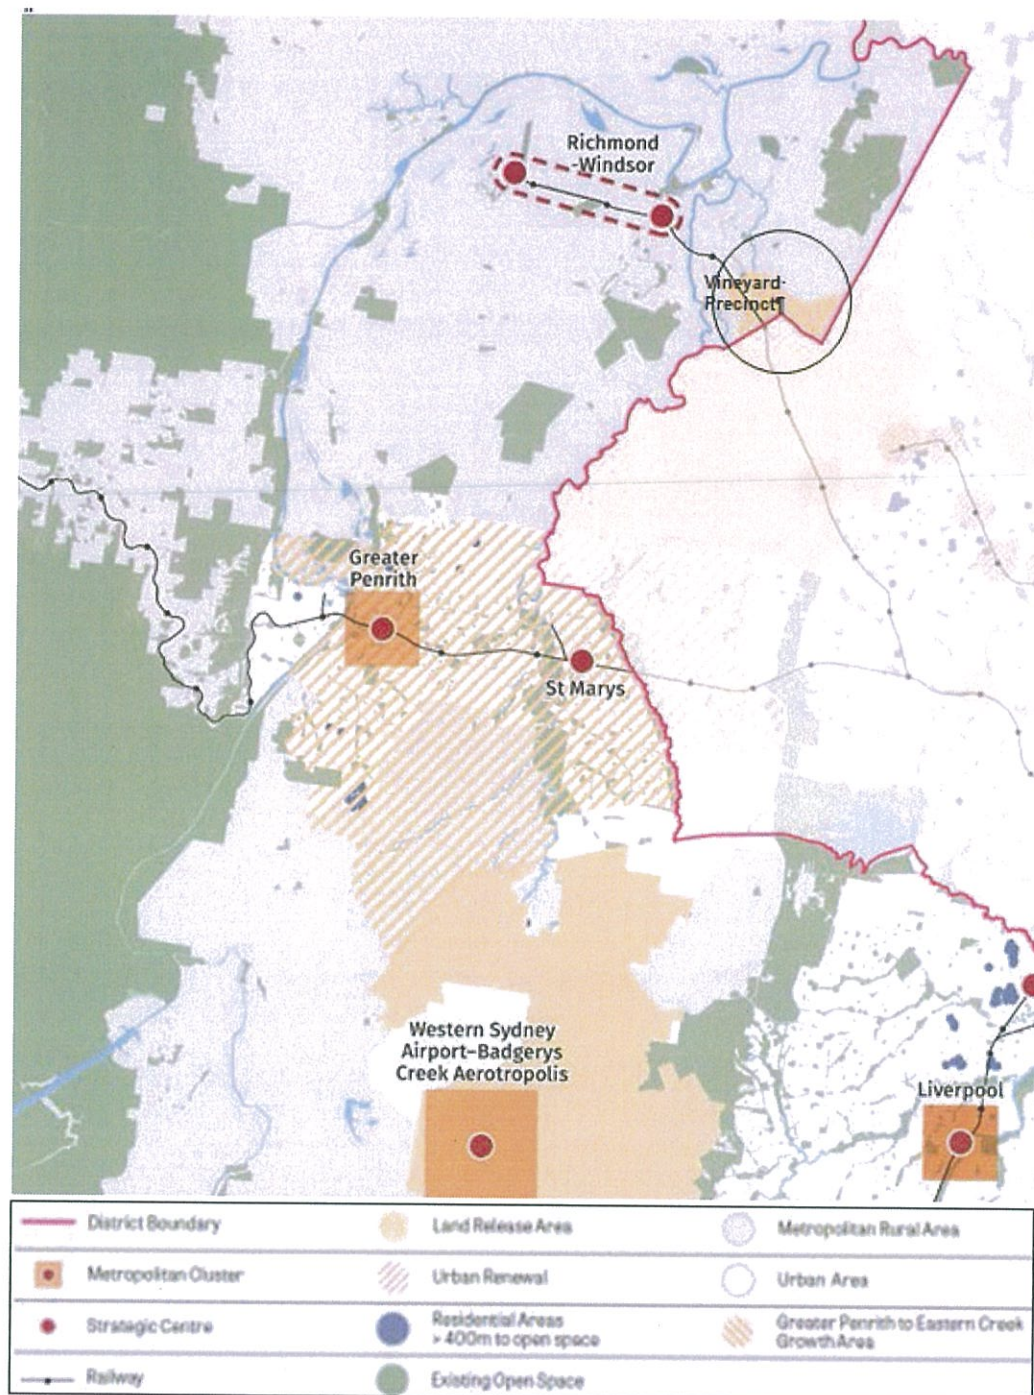 "
Richmond
-Windsor
Vineyard-
Precinct¶
Greater
Penrith
St Marys
Western Sydney
Airport–Badgerys
Creek Aerotropolis
Liverpool
District Boundary
Land Release Area
Metropolitan Rural Area
Metropolitan Cluster
Urban Renewal
Urban Area
Strategic Centre
Residential Areas
> 400m to open space
Greater Penrith to Eastern Creek
Growth Area
Railway
Existing Open Space